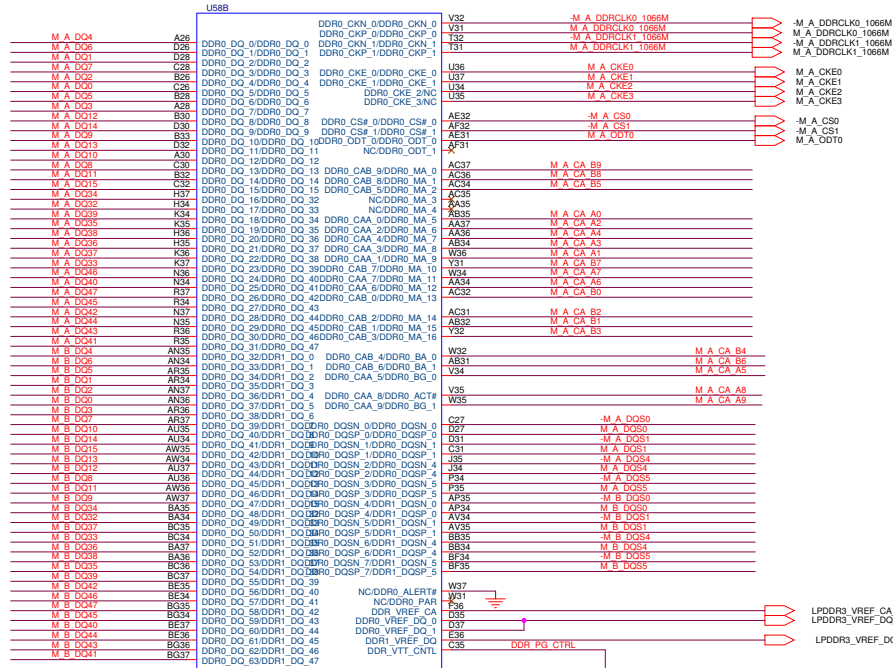 U58B
M_A_DQ4 A26 DDR0_DQ_0/DDR0_DQ_0
M_A_DQ6 D26 DDR0_DQ_1/DDR0_DQ_1
M_A_DQ1 D28 DDR0_DQ_2/DDR0_DQ_2
M_A_DQ7 C28 DDR0_DQ_3/DDR0_DQ_3
M_A_DQ2 B26 DDR0_DQ_4/DDR0_DQ_4
M_A_DQ0 C26 DDR0_DQ_5/DDR0_DQ_5
M_A_DQ5 B28 DDR0_DQ_6/DDR0_DQ_6
M_A_DQ3 A28 DDR0_DQ_7/DDR0_DQ_7
M_A_DQ12 B30 DDR0_DQ_8/DDR0_DQ_8
M_A_DQ14 D30 DDR0_DQ_9/DDR0_DQ_9
M_A_DQ9 B33 DDR0_DQ_10/DDR0_DQ_10
M_A_DQ13 D32 DDR0_DQ_11/DDR0_DQ_11
M_A_DQ10 A30 DDR0_DQ_12/DDR0_DQ_12
M_A_DQ8 C30 DDR0_DQ_13/DDR0_DQ_13
M_A_DQ11 B32 DDR0_DQ_14/DDR0_DQ_14
M_A_DQ15 C32 DDR0_DQ_15/DDR0_DQ_15
M_A_DQ34 H37 DDR0_DQ_16/DDR0_DQ_32
M_A_DQ32 H34 DDR0_DQ_17/DDR0_DQ_33
M_A_DQ39 K34 DDR0_DQ_18/DDR0_DQ_34
M_A_DQ35 K35 DDR0_DQ_19/DDR0_DQ_35
M_A_DQ38 H36 DDR0_DQ_20/DDR0_DQ_36
M_A_DQ36 H35 DDR0_DQ_21/DDR0_DQ_37
M_A_DQ37 K36 DDR0_DQ_22/DDR0_DQ_38
M_A_DQ33 K37 DDR0_DQ_23/DDR0_DQ_39
M_A_DQ46 N36 DDR0_DQ_24/DDR0_DQ_40
M_A_DQ40 N34 DDR0_DQ_25/DDR0_DQ_41
M_A_DQ47 R37 DDR0_DQ_26/DDR0_DQ_42
M_A_DQ45 R34 DDR0_DQ_27/DDR0_DQ_43
M_A_DQ42 N37 DDR0_DQ_28/DDR0_DQ_44
M_A_DQ44 N35 DDR0_DQ_29/DDR0_DQ_45
M_A_DQ43 R36 DDR0_DQ_30/DDR0_DQ_46
M_A_DQ41 R35 DDR0_DQ_31/DDR0_DQ_47
M_B_DQ4 AN35 DDR0_DQ_32/DDR1_DQ_0
M_B_DQ6 AN34 DDR0_DQ_33/DDR1_DQ_1
M_B_DQ5 AR35 DDR0_DQ_34/DDR1_DQ_2
M_B_DQ1 AR34 DDR0_DQ_35/DDR1_DQ_3
M_B_DQ2 AN37 DDR0_DQ_36/DDR1_DQ_4
M_B_DQ0 AN36 DDR0_DQ_37/DDR1_DQ_5
M_B_DQ3 AR36 DDR0_DQ_38/DDR1_DQ_6
M_B_DQ7 AR37 DDR0_DQ_39/DDR1_DQ_7
M_B_DQ10 AU35 DDR0_DQ_40/DDR1_DQ_8
M_B_DQ14 AU34 DDR0_DQ_41/DDR1_DQ_9
M_B_DQ15 AW35 DDR0_DQ_42/DDR1_DQ_10
M_B_DQ13 AW34 DDR0_DQ_43/DDR1_DQ_11
M_B_DQ12 AU37 DDR0_DQ_44/DDR1_DQ_12
M_B_DQ8 AU36 DDR0_DQ_45/DDR1_DQ_13
M_B_DQ11 AW36 DDR0_DQ_46/DDR1_DQ_14
M_B_DQ9 AW37 DDR0_DQ_47/DDR1_DQ_15
M_B_DQ34 BA35 DDR0_DQ_48/DDR1_DQ_32
M_B_DQ32 BA34 DDR0_DQ_49/DDR1_DQ_33
M_B_DQ37 BC35 DDR0_DQ_50/DDR1_DQ_34
M_B_DQ33 BC34 DDR0_DQ_51/DDR1_DQ_35
M_B_DQ36 BA37 DDR0_DQ_52/DDR1_DQ_36
M_B_DQ38 BA36 DDR0_DQ_53/DDR1_DQ_37
M_B_DQ35 BC36 DDR0_DQ_54/DDR1_DQ_38
M_B_DQ39 BC37 DDR0_DQ_55/DDR1_DQ_39
M_B_DQ42 BE35 DDR0_DQ_56/DDR1_DQ_40
M_B_DQ46 BE34 DDR0_DQ_57/DDR1_DQ_41
M_B_DQ47 BG35 DDR0_DQ_58/DDR1_DQ_42
M_B_DQ45 BG34 DDR0_DQ_59/DDR1_DQ_43
M_B_DQ40 BE37 DDR0_DQ_60/DDR1_DQ_44
M_B_DQ44 BE36 DDR0_DQ_61/DDR1_DQ_45
M_B_DQ43 BG36 DDR0_DQ_62/DDR1_DQ_46
M_B_DQ41 BG37 DDR0_DQ_63/DDR1_DQ_47
DDR0_CKN_0/DDR0_CKN_0 V32 -M_A_DDRCLK0_1066M -M_A_DDRCLK0_1066M
DDR0_CKP_0/DDR0_CKP_0 V31 M_A_DDRCLK0_1066M M_A_DDRCLK0_1066M
DDR0_CKN_1/DDR0_CKN_1 T32 -M_A_DDRCLK1_1066M -M_A_DDRCLK1_1066M
DDR0_CKP_1/DDR0_CKP_1 T31 M_A_DDRCLK1_1066M M_A_DDRCLK1_1066M
DDR0_CKE_0/DDR0_CKE_0 U36 M_A_CKE0 M_A_CKE0
DDR0_CKE_1/DDR0_CKE_1 U37 M_A_CKE1 M_A_CKE1
DDR0_CKE_2/NC U34 M_A_CKE2 M_A_CKE2
DDR0_CKE_3/NC U35 M_A_CKE3 M_A_CKE3
DDR0_CS#_0/DDR0_CS#_0 AE32 -M_A_CS0 -M_A_CS0
DDR0_CS#_1/DDR0_CS#_1 AF32 -M_A_CS1 -M_A_CS1
DDR0_ODT_0/DDR0_ODT_0 AE31 M_A_ODT0 M_A_ODT0
NC/DDR0_ODT_1 AF31
DDR0_CAB_9/DDR0_MA_0 AC37 M_A_CA_B9
DDR0_CAB_8/DDR0_MA_1 AC36 M_A_CA_B8
DDR0_CAB_5/DDR0_MA_2 AC34 M_A_CA_B5
NC/DDR0_MA_3 AC35
NC/DDR0_MA_4 AA35
DDR0_CAA_0/DDR0_MA_5 AB35 M_A_CA_A0
DDR0_CAA_2/DDR0_MA_6 AA37 M_A_CA_A2
DDR0_CAA_4/DDR0_MA_7 AA36 M_A_CA_A4
DDR0_CAA_3/DDR0_MA_8 AB34 M_A_CA_A3
DDR0_CAA_1/DDR0_MA_9 W36 M_A_CA_A1
DDR0_CAB_7/DDR0_MA_10 Y31 M_A_CA_B7
DDR0_CAA_7/DDR0_MA_11 W34 M_A_CA_A7
DDR0_CAA_6/DDR0_MA_12 AA34 M_A_CA_A6
DDR0_CAB_0/DDR0_MA_13 AC32 M_A_CA_B0
DDR0_CAB_2/DDR0_MA_14 AC31 M_A_CA_B2
DDR0_CAB_1/DDR0_MA_15 AB32 M_A_CA_B1
DDR0_CAB_3/DDR0_MA_16 Y32 M_A_CA_B3
DDR0_CAB_4/DDR0_BA_0 W32 M_A_CA_B4
DDR0_CAB_6/DDR0_BA_1 AB31 M_A_CA_B6
DDR0_CAA_5/DDR0_BG_0 V34 M_A_CA_A5
DDR0_CAA_8/DDR0_ACT# V35 M_A_CA_A8
DDR0_CAA_9/DDR0_BG_1 W35 M_A_CA_A9
DDR0_DQSN_0/DDR0_DQSN_0 C27 -M_A_DQS0
DDR0_DQSP_0/DDR0_DQSP_0 D27 M_A_DQS0
DDR0_DQSN_1/DDR0_DQSN_1 D31 -M_A_DQS1
DDR0_DQSP_1/DDR0_DQSP_1 C31 M_A_DQS1
DDR0_DQSN_2/DDR0_DQSN_4 J35 -M_A_DQS4
DDR0_DQSP_2/DDR0_DQSP_4 J34 M_A_DQS4
DDR0_DQSN_3/DDR0_DQSN_5 P34 -M_A_DQS5
DDR0_DQSP_3/DDR0_DQSP_5 P35 M_A_DQS5
DDR0_DQSN_4/DDR1_DQSN_0 AP35 -M_B_DQS0
DDR0_DQSP_4/DDR1_DQSP_0 AP34 M_B_DQS0
DDR0_DQSN_5/DDR1_DQSN_1 AV34 -M_B_DQS1
DDR0_DQSP_5/DDR1_DQSP_1 AV35 M_B_DQS1
DDR0_DQSN_6/DDR1_DQSN_4 BB35 -M_B_DQS4
DDR0_DQSP_6/DDR1_DQSP_4 BB34 M_B_DQS4
DDR0_DQSN_7/DDR1_DQSN_5 BF34 -M_B_DQS5
DDR0_DQSP_7/DDR1_DQSP_5 BF35 M_B_DQS5
NC/DDR0_ALERT# W37
NC/DDR0_PAR W31
DDR_VREF_CA F36 LPDDR3_VREF_CA
DDR0_VREF_DQ_0 D35 LPDDR3_VREF_DQ
DDR0_VREF_DQ_1 D37
DDR1_VREF_DQ E36 LPDDR3_VREF_DQ
DDR_VTT_CNTL C35 DDR_PG_CTRL